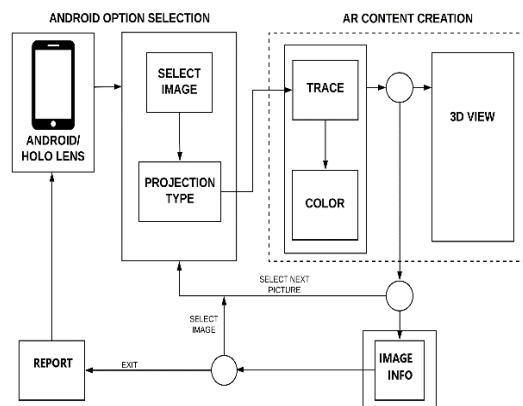 ANDROID OPTION SELECTION
AR CONTENT CREATION
ANDROID/
HOLO LENS
SELECT
IMAGE
PROJECTION
TYPE
TRACE
COLOR
3D VIEW
SELECT NEXT
PICTURE
SELECT
IMAGE
EXIT
REPORT
IMAGE
INFO